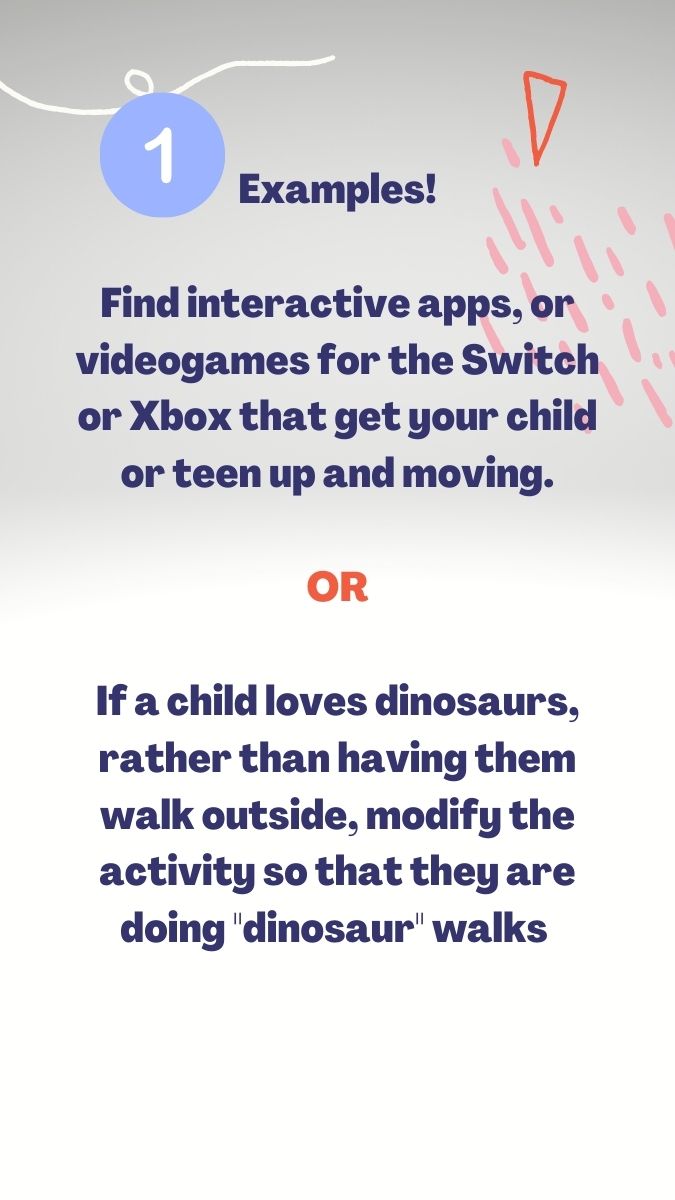 1
Examples!
Find interactive apps, or
videogames for the Switch
or Xbox that get your child
or teen up and moving.
OR
If a child loves dinosaurs,
rather than having them
walk outside, modify the
activity so that they are
doing "dinosaur" walks